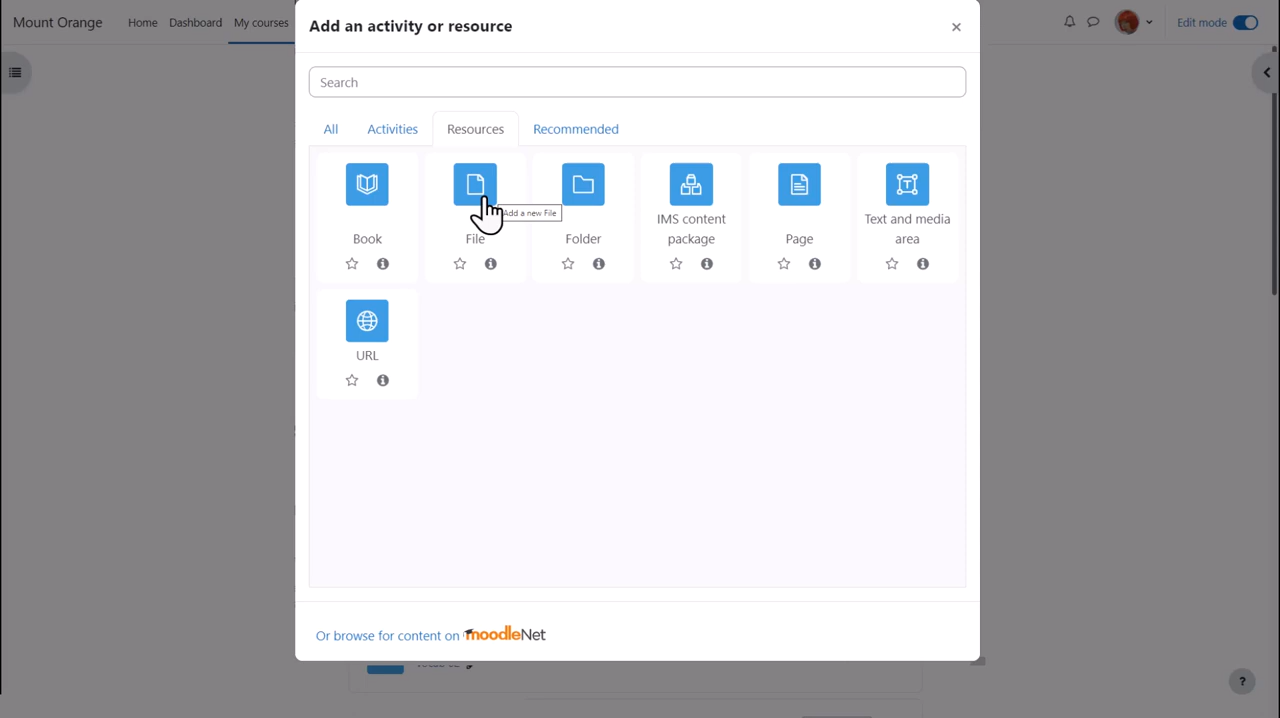 Mount Orange Home Dashboard My courses Edit mode
Add an activity or resource
Search
All Activities Resources Recommended
Add a new File
Book File Folder IMS content package Page Text and media area
URL
Or browse for content on moodleNet
?